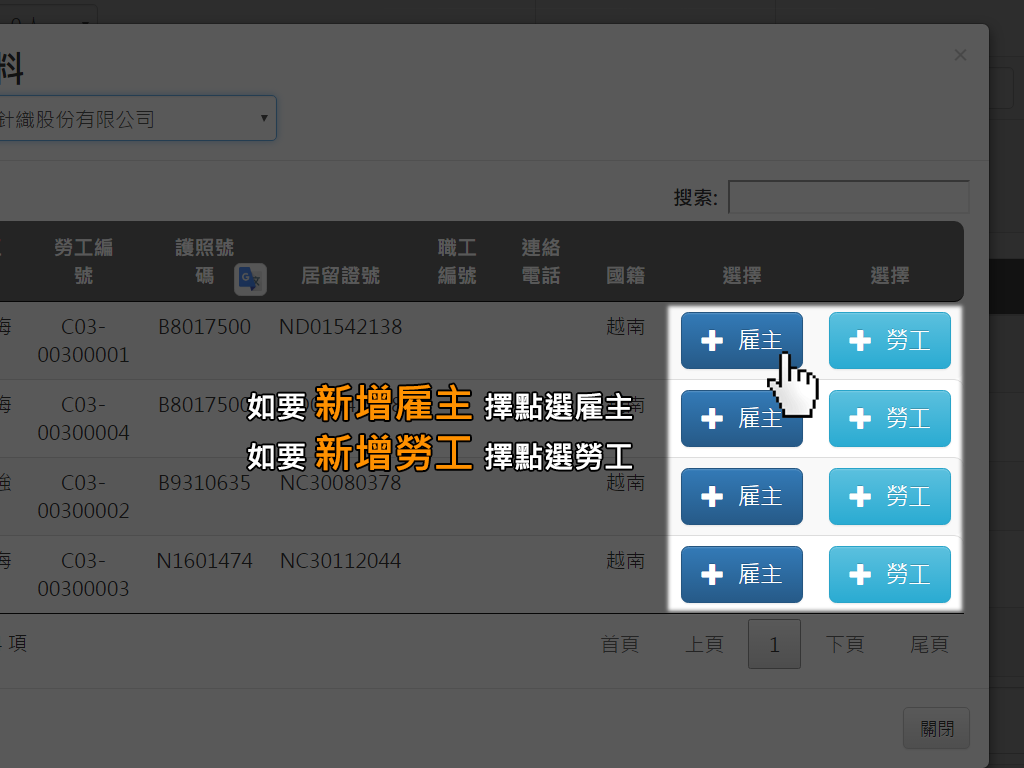 料
針織股份有限公司
搜索:
勞工編號 護照號碼 居留證號 職工編號 連絡電話 國籍 選擇 選擇
海 C03-00300001 B8017500 ND01542138 越南 雇主 勞工
海 C03-00300004 B8017500 雇主 勞工
如要 新增雇主 擇點選雇主
如要 新增勞工 擇點選勞工
強 C03-00300002 B9310635 NC30080378 越南 雇主 勞工
海 C03-00300003 N1601474 NC30112044 越南 雇主 勞工
項 首頁 上頁 1 下頁 尾頁
關閉